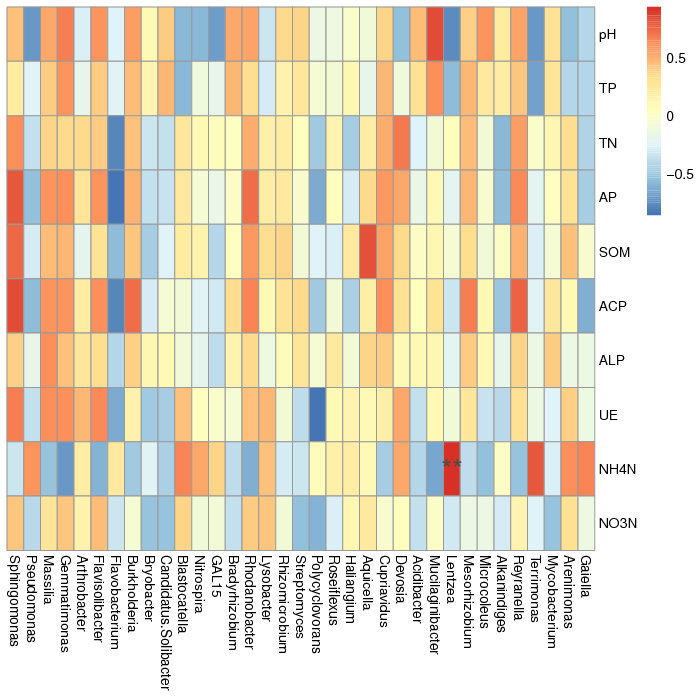 pH
TP
TN
AP
SOM
ACP
ALP
UE
NH4N
NO3N
**
0.5
0
−0.5
Sphingomonas
Pseudomonas
Massilia
Gemmatimonas
Arthrobacter
Flavisolibacter
Flavobacterium
Burkholderia
Bryobacter
Candidatus.Solibacter
Blastocatella
Nitrospira
GAL15
Bradyrhizobium
Rhodanobacter
Lysobacter
Rhizomicrobium
Streptomyces
Polycyclovorans
Roseiflexus
Haliangium
Aquicella
Cupriavidus
Devosia
Acidibacter
Mucilaginibacter
Lentzea
Mesorhizobium
Microcoleus
Alkanindiges
Reyranella
Terrimonas
Mycobacterium
Arenimonas
Gaiella